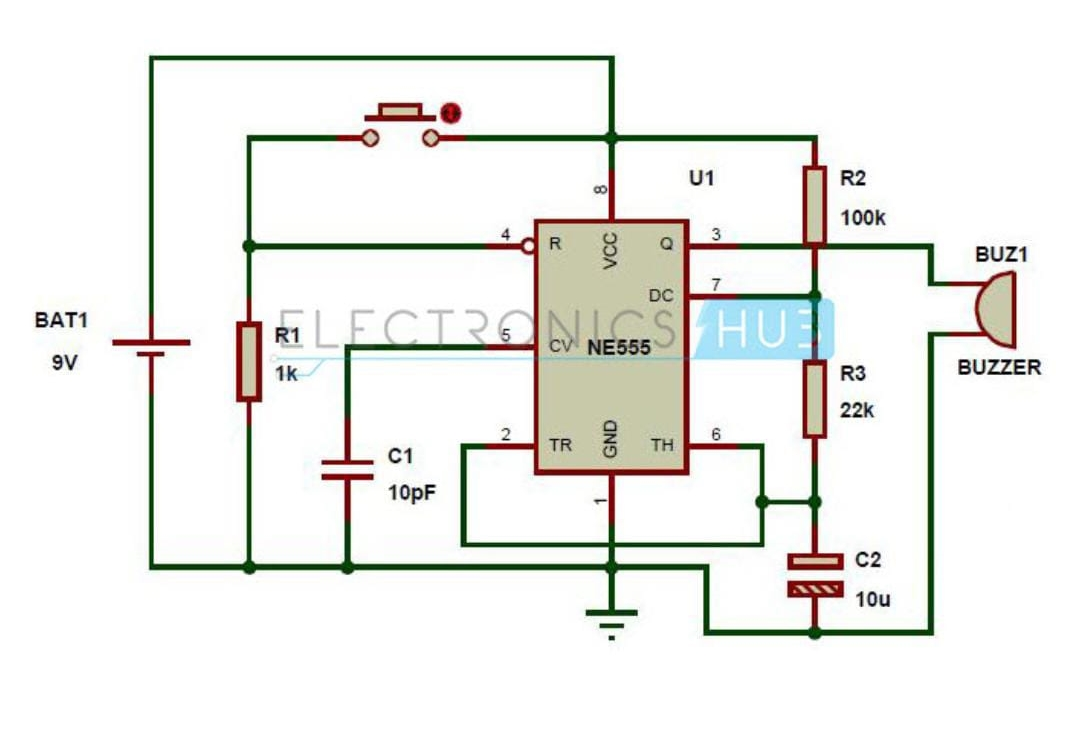 U1
R2
100k
8
4
R
VCC
Q
3
BUZ1
DC
7
BAT1
9V
R1
1k
ELECTRONICS HUB
5
CV
NE555
BUZZER
R3
22k
2
TR
GND
TH
6
C1
10pF
1
C2
10u